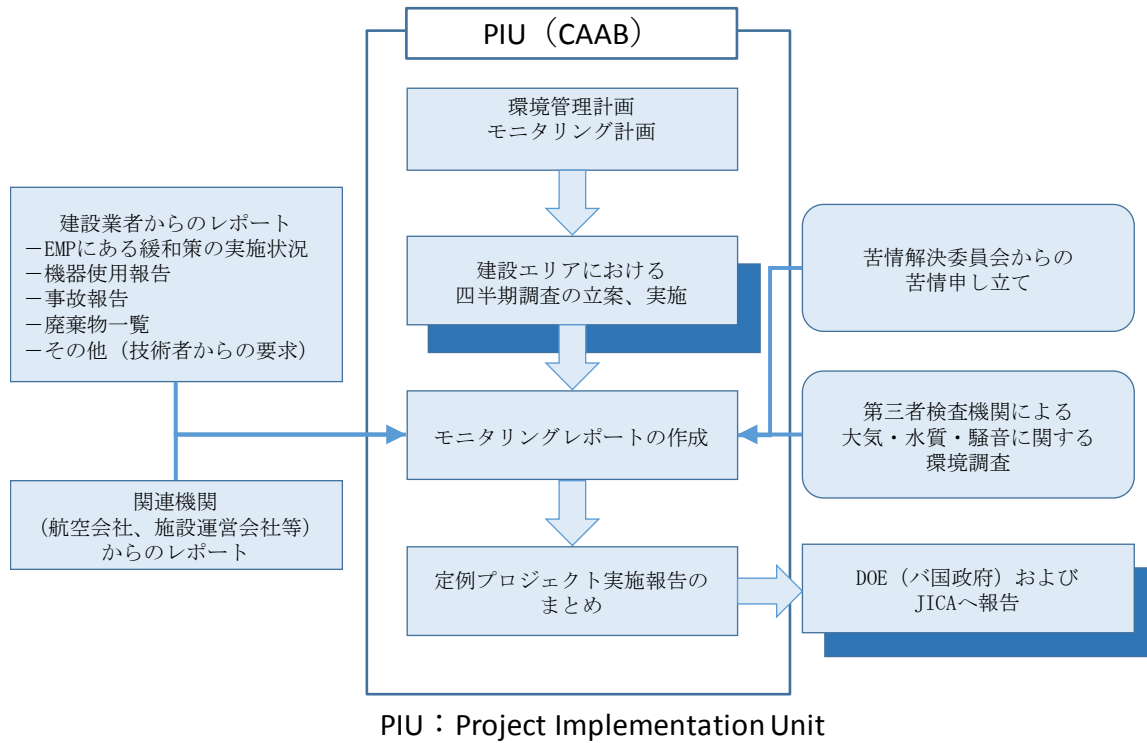 PIU（CAAB）
環境管理計画
モニタリング計画
建設業者からのレポート
－EMPにある緩和策の実施状況
－機器使用報告
－事故報告
－廃棄物一覧
－その他（技術者からの要求）
建設エリアにおける
四半期調査の立案、実施
苦情解決委員会からの
苦情申し立て
モニタリングレポートの作成
第三者検査機関による
大気・水質・騒音に関する
環境調査
関連機関
（航空会社、施設運営会社等）
からのレポート
定例プロジェクト実施報告の
まとめ
DOE（バ国政府）および
JICAへ報告
PIU：Project Implementation Unit